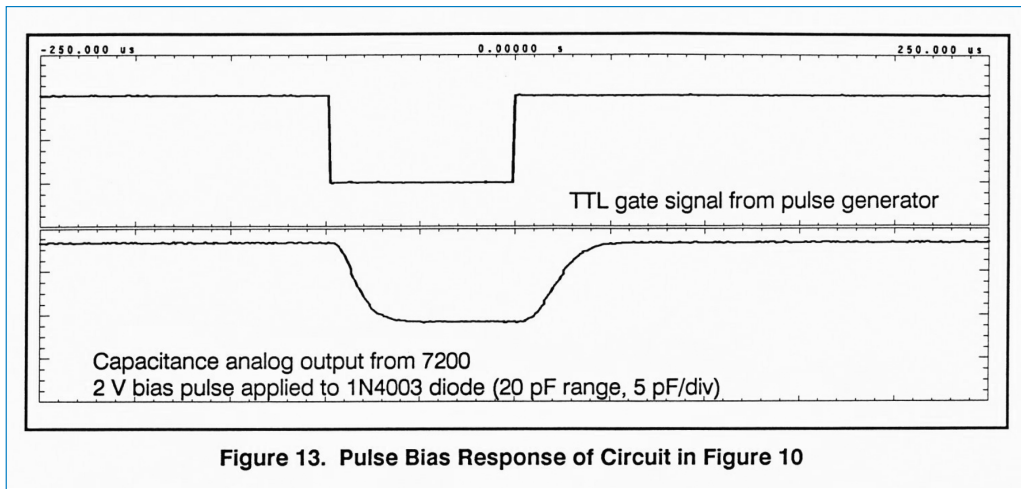 -250.000 us 0.00000 s 250.000 us
TTL gate signal from pulse generator
Capacitance analog output from 7200
2 V bias pulse applied to 1N4003 diode (20 pF range, 5 pF/div)
Figure 13. Pulse Bias Response of Circuit in Figure 10